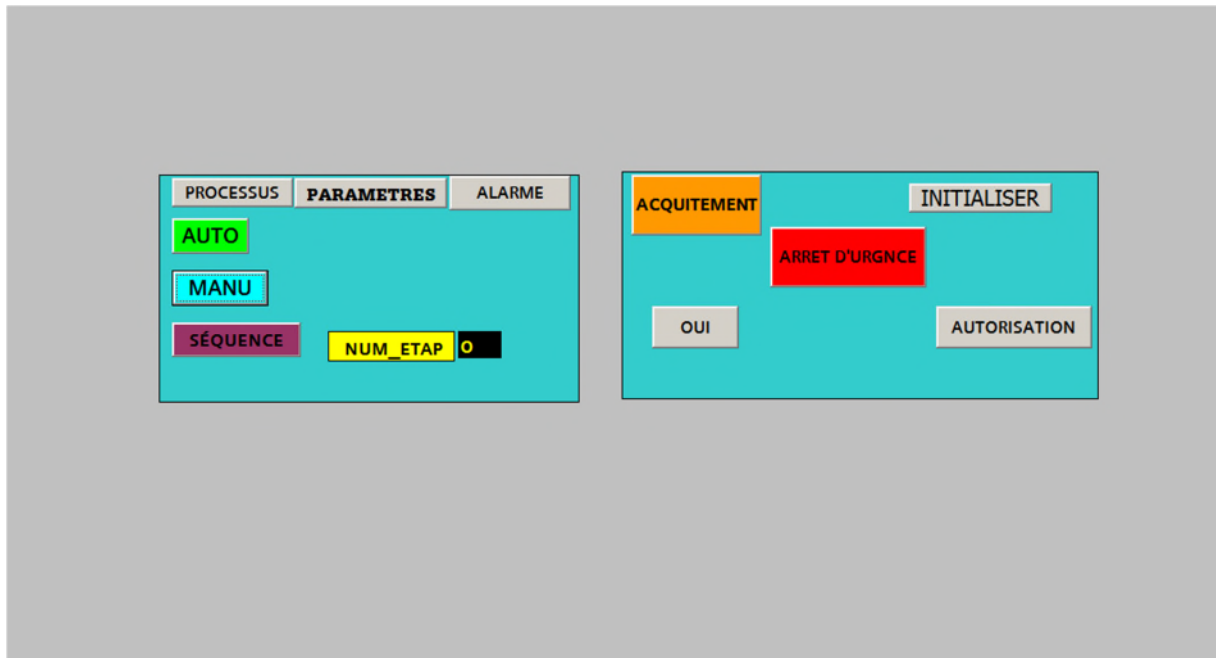 PROCESSUS PARAMETRES ALARME
AUTO
MANU
SÉQUENCE
NUM_ETAP 0
ACQUITEMENT
INITIALISER
ARRET D'URGNCE
OUI
AUTORISATION